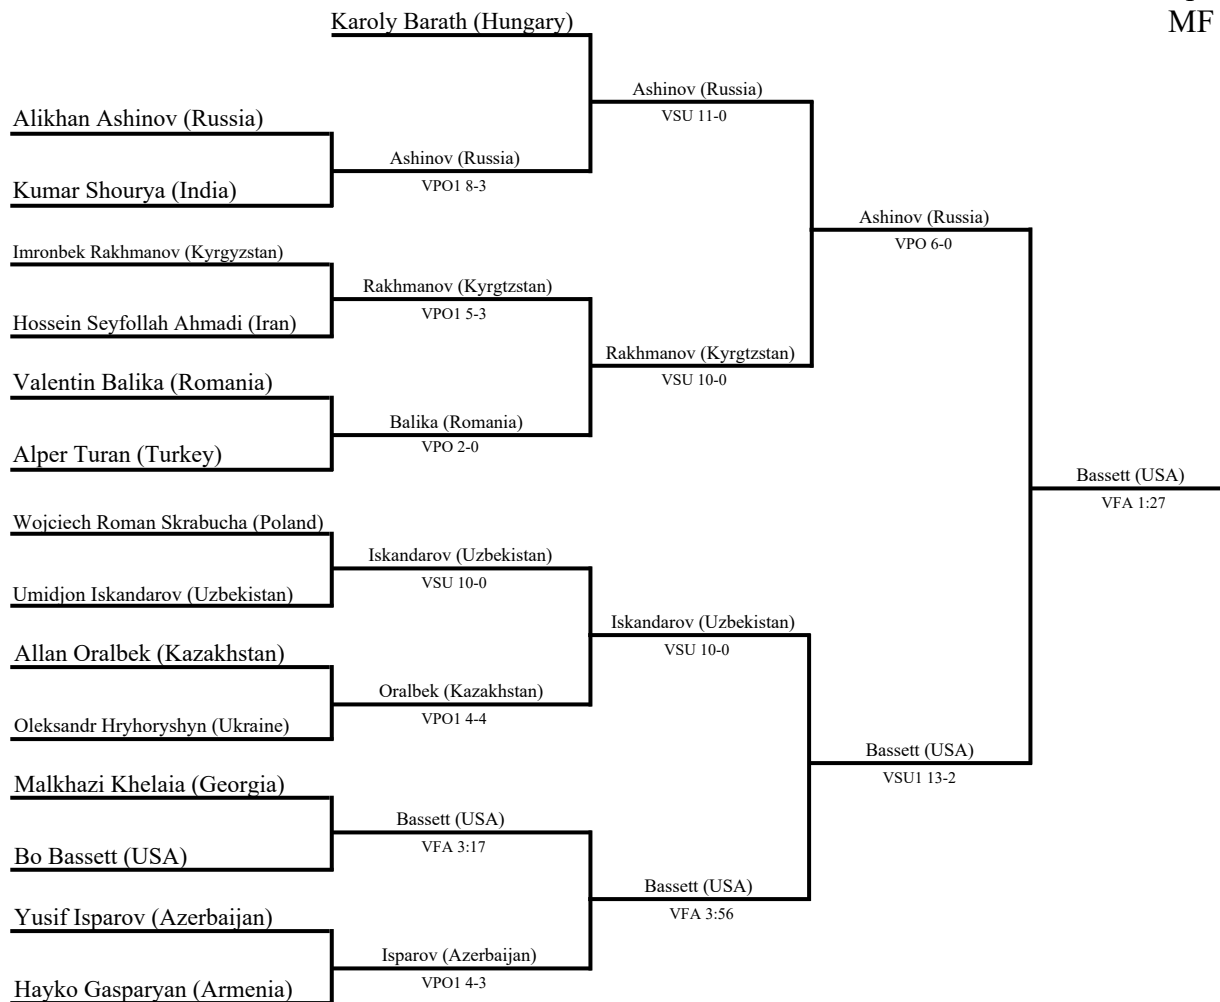 MF
Karoly Barath (Hungary)
Ashinov (Russia)
VSU 11-0
Alikhan Ashinov (Russia)
Ashinov (Russia)
VPO1 8-3
Kumar Shourya (India)
Ashinov (Russia)
VPO 6-0
Imronbek Rakhmanov (Kyrgyzstan)
Rakhmanov (Kyrgtzstan)
VPO1 5-3
Hossein Seyfollah Ahmadi (Iran)
Rakhmanov (Kyrgtzstan)
VSU 10-0
Valentin Balika (Romania)
Balika (Romania)
VPO 2-0
Alper Turan (Turkey)
Bassett (USA)
VFA 1:27
Wojciech Roman Skrabucha (Poland)
Iskandarov (Uzbekistan)
VSU 10-0
Umidjon Iskandarov (Uzbekistan)
Iskandarov (Uzbekistan)
VSU 10-0
Allan Oralbek (Kazakhstan)
Oralbek (Kazakhstan)
VPO1 4-4
Oleksandr Hryhoryshyn (Ukraine)
Bassett (USA)
VSU1 13-2
Malkhazi Khelaia (Georgia)
Bassett (USA)
VFA 3:17
Bo Bassett (USA)
Bassett (USA)
VFA 3:56
Yusif Isparov (Azerbaijan)
Isparov (Azerbaijan)
VPO1 4-3
Hayko Gasparyan (Armenia)